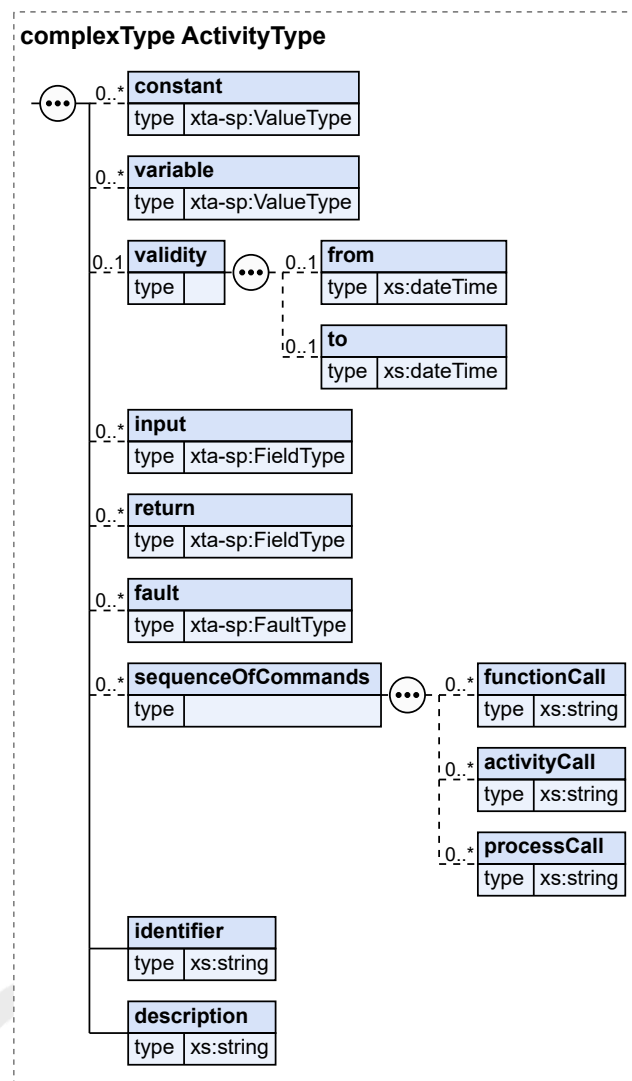 complexType ActivityType
0..* constant
type xta-sp:ValueType
0..* variable
type xta-sp:ValueType
0..1 validity 0..1 from
type type xs:dateTime
0..1 to
type xs:dateTime
0..* input
type xta-sp:FieldType
0..* return
type xta-sp:FieldType
0..* fault
type xta-sp:FaultType
0..* sequenceOfCommands 0..* functionCall
type type xs:string
0..* activityCall
type xs:string
0..* processCall
type xs:string
identifier
type xs:string
description
type xs:string